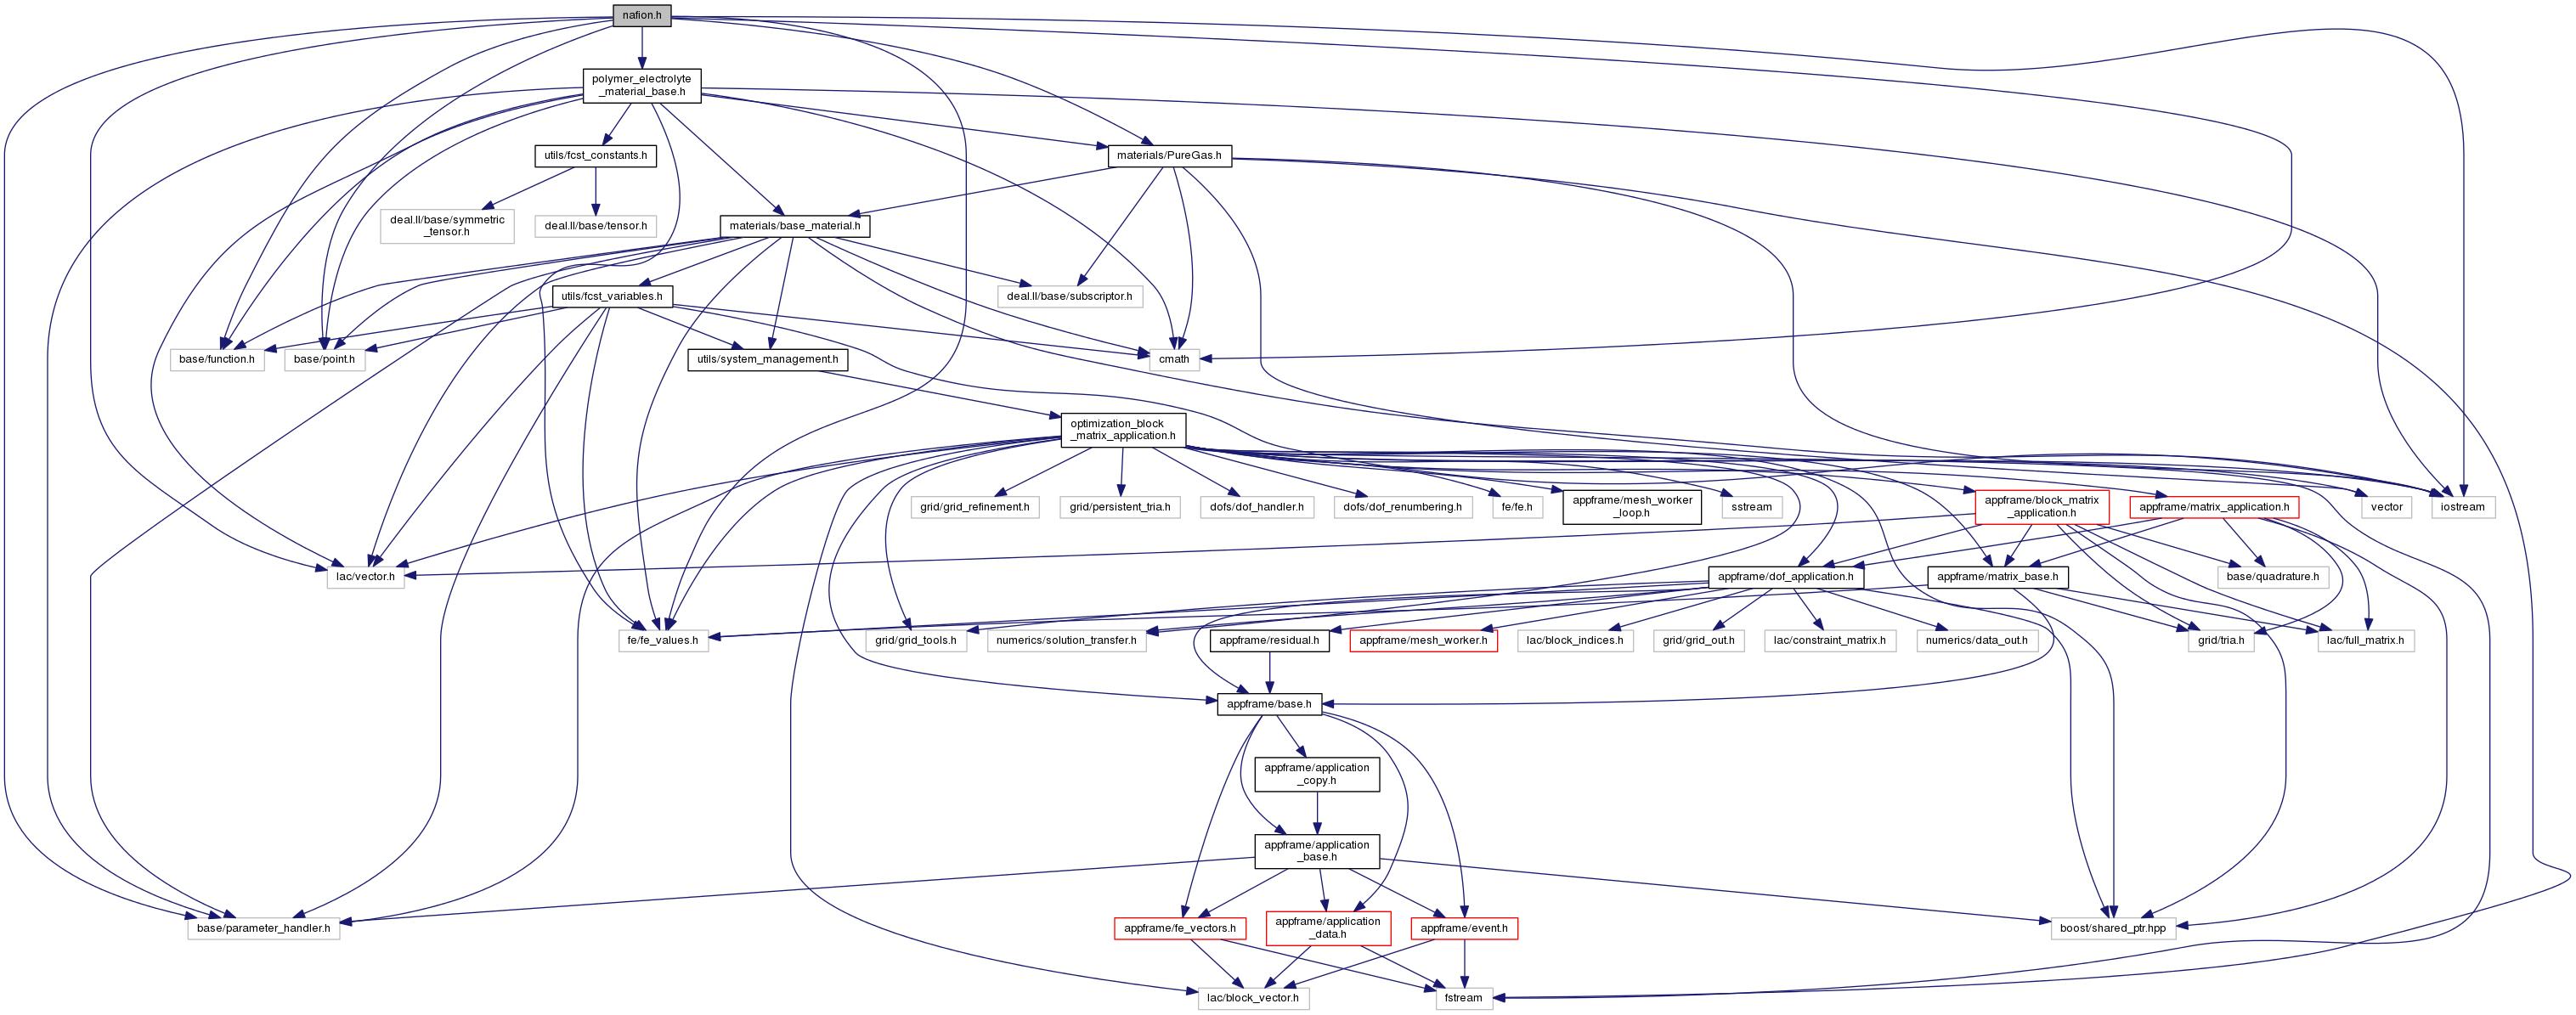 nafion.h
polymer_electrolyte
_material_base.h
utils/fcst_constants.h
materials/PureGas.h
deal.II/base/symmetric
_tensor.h
deal.II/base/tensor.h
materials/base_material.h
utils/fcst_variables.h
deal.II/base/subscriptor.h
base/function.h
base/point.h
utils/system_management.h
cmath
optimization_block
_matrix_application.h
grid/grid_refinement.h
grid/persistent_tria.h
dofs/dof_handler.h
dofs/dof_renumbering.h
fe/fe.h
appframe/mesh_worker
_loop.h
sstream
appframe/block_matrix
_application.h
appframe/matrix_application.h
vector
iostream
lac/vector.h
appframe/dof_application.h
appframe/matrix_base.h
base/quadrature.h
fe/fe_values.h
grid/grid_tools.h
numerics/solution_transfer.h
appframe/residual.h
appframe/mesh_worker.h
lac/block_indices.h
grid/grid_out.h
lac/constraint_matrix.h
numerics/data_out.h
grid/tria.h
lac/full_matrix.h
appframe/base.h
appframe/application
_copy.h
appframe/application
_base.h
base/parameter_handler.h
appframe/fe_vectors.h
appframe/application
_data.h
appframe/event.h
boost/shared_ptr.hpp
lac/block_vector.h
fstream